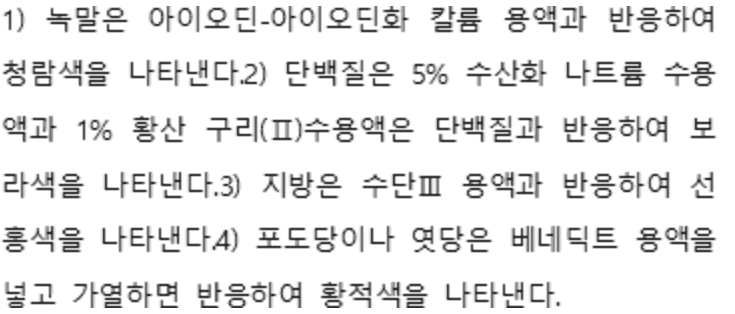 1) 녹말은 아이오딘-아이오딘화 칼륨 용액과 반응하여
청람색을 나타낸다.2) 단백질은 5% 수산화 나트륨 수용
액과 1% 황산 구리(Ⅱ)수용액은 단백질과 반응하여 보
라색을 나타낸다.3) 지방은 수단Ⅲ 용액과 반응하여 선
홍색을 나타낸다.4) 포도당이나 엿당은 베네딕트 용액을
넣고 가열하면 반응하여 황적색을 나타낸다.